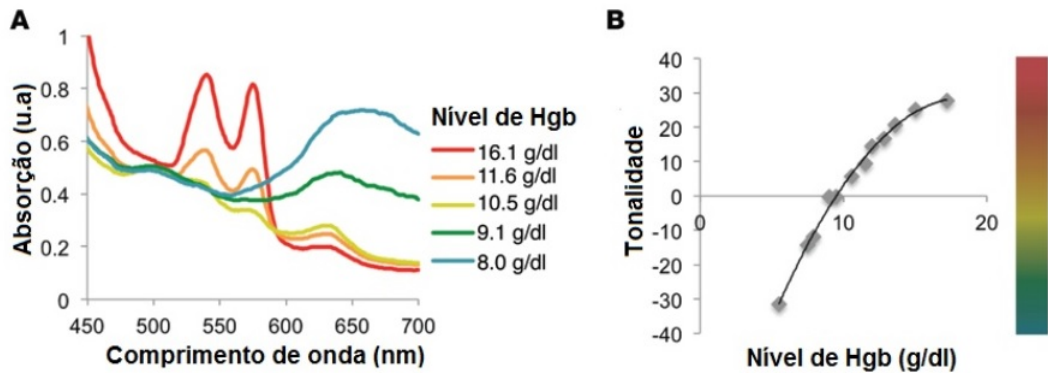 A
Absorção (u.a)
1
0.8
0.6
0.4
0.2
0
450 500 550 600 650 700
Comprimento de onda (nm)
Nível de Hgb
16.1 g/dl
11.6 g/dl
10.5 g/dl
9.1 g/dl
8.0 g/dl
B
Tonalidade
40
30
20
10
0
-10
-20
-30
-40
0 10 20
Nível de Hgb (g/dl)